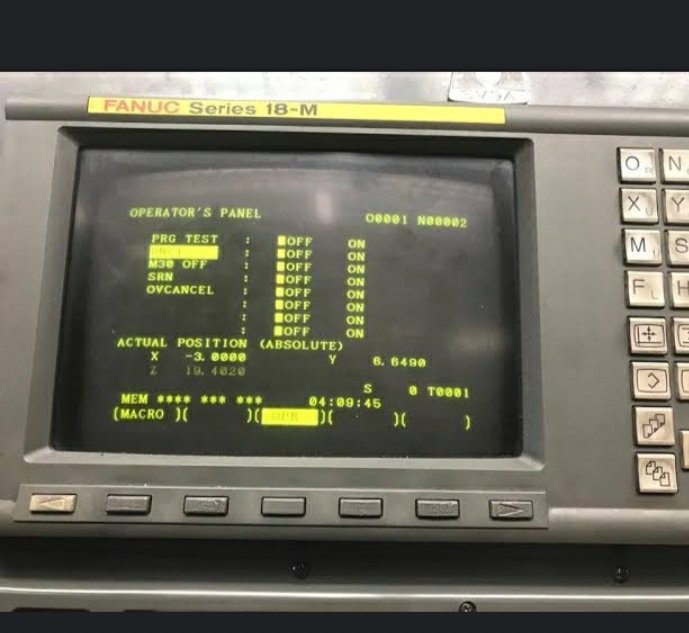 FANUC Series 18-M
OPERATOR'S PANEL
O0001 N00002
PRG TEST : ■OFF ON
: ■OFF ON
M30 OFF : ■OFF ON
SRN : ■OFF ON
OVCANCEL : ■OFF ON
: ■OFF ON
: ■OFF ON
: ■OFF ON
ACTUAL POSITION (ABSOLUTE)
X -3.0000 Y 6.6490
Z 19.4020
S 0 T0001
MEM **** *** *** 04:09:45
(MACRO )( )( OPR )( )( )
O P N
X U Y
M I S
F L H